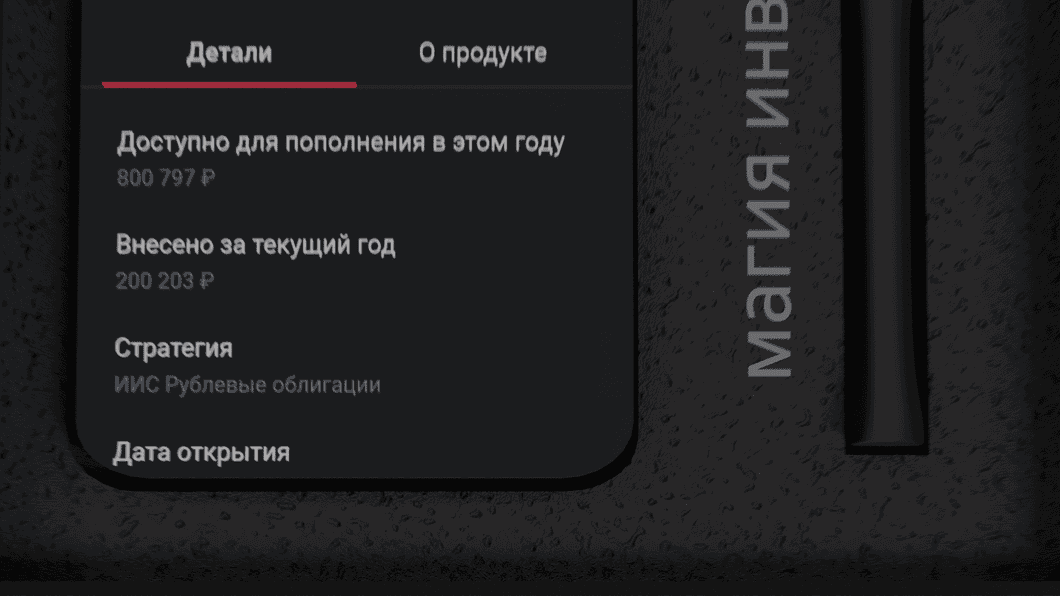 Детали
О продукте
Доступно для пополнения в этом году
800 797 ₽
Внесено за текущий год
200 203 ₽
Стратегия
ИИС Рублевые облигации
Дата открытия
магия инв